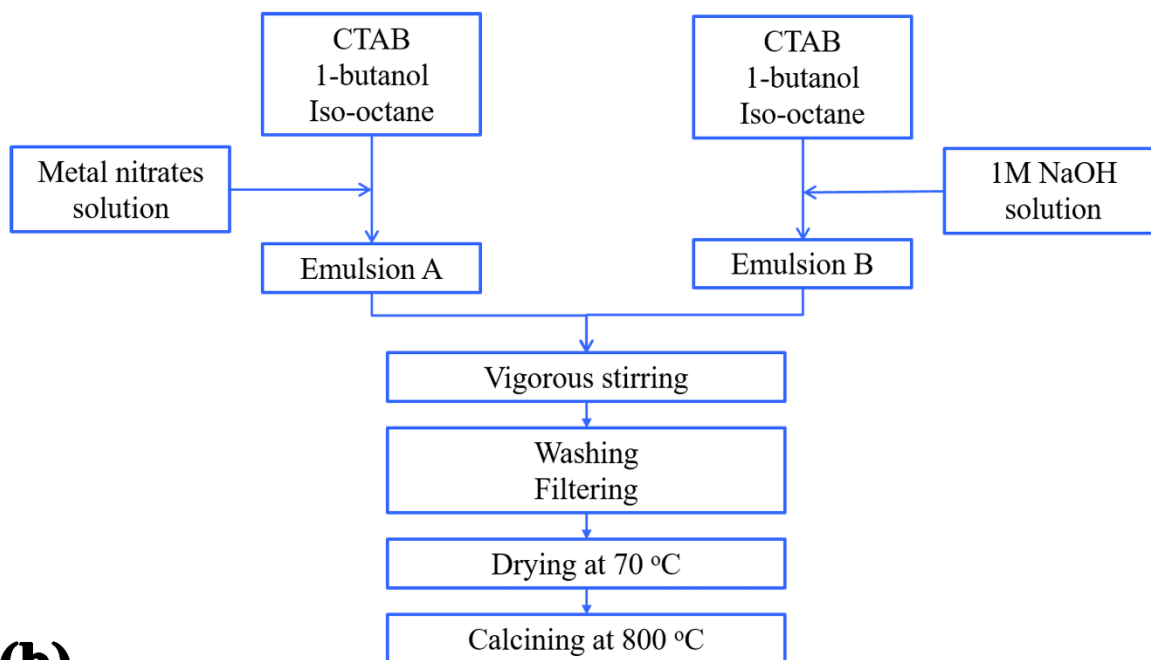 CTAB
1-butanol
Iso-octane
CTAB
1-butanol
Iso-octane
Metal nitrates
solution
1M NaOH
solution
Emulsion A
Emulsion B
Vigorous stirring
Washing
Filtering
Drying at 70 °C
Calcining at 800 °C
(b)